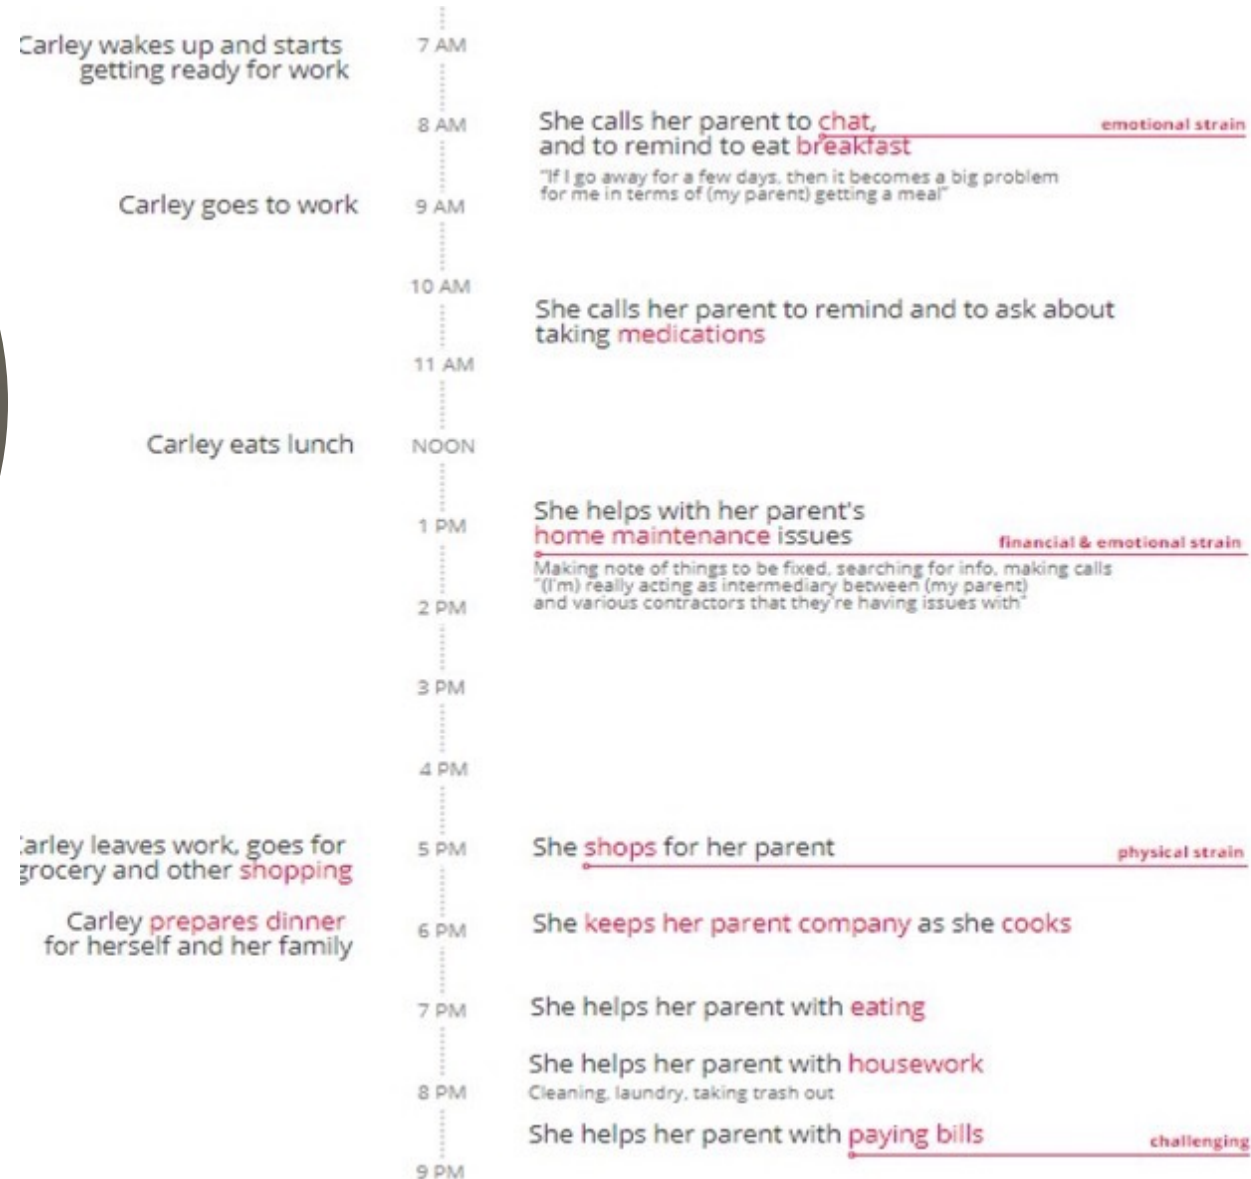 Carley wakes up and starts
getting ready for work
7 AM
8 AM
She calls her parent to chat,
and to remind to eat breakfast
emotional strain
"If I go away for a few days, then it becomes a big problem
for me in terms of (my parent) getting a meal"
Carley goes to work
9 AM
10 AM
She calls her parent to remind and to ask about
taking medications
11 AM
Carley eats lunch
NOON
She helps with her parent's
home maintenance issues
1 PM
financial & emotional strain
Making note of things to be fixed, searching for info, making calls
"(I'm) really acting as intermediary between (my parent)
and various contractors that they're having issues with"
2 PM
3 PM
4 PM
arley leaves work, goes for
grocery and other shopping
5 PM
She shops for her parent
physical strain
Carley prepares dinner
for herself and her family
6 PM
She keeps her parent company as she cooks
7 PM
She helps her parent with eating
She helps her parent with housework
8 PM
Cleaning, laundry, taking trash out
She helps her parent with paying bills
challenging
9 PM